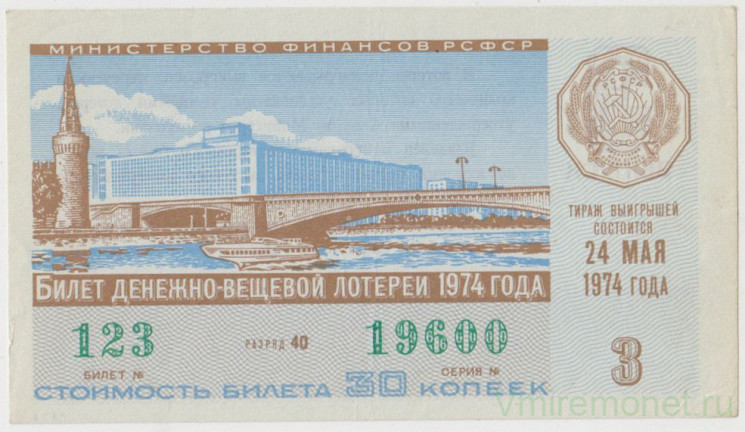 МИНИСТЕРСТВО ФИНАНСОВ РСФСР
ТИРАЖ ВЫИГРЫШЕЙ
СОСТОИТСЯ
24 МАЯ
1974 ГОДА
БИЛЕТ ДЕНЕЖНО-ВЕЩЕВОЙ ЛОТЕРЕИ 1974 ГОДА
123 РАЗРЯД 40 19600
БИЛЕТ № СЕРИЯ №
3
СТОИМОСТЬ БИЛЕТА 30 КОПЕЕК
vmiremonet.ru